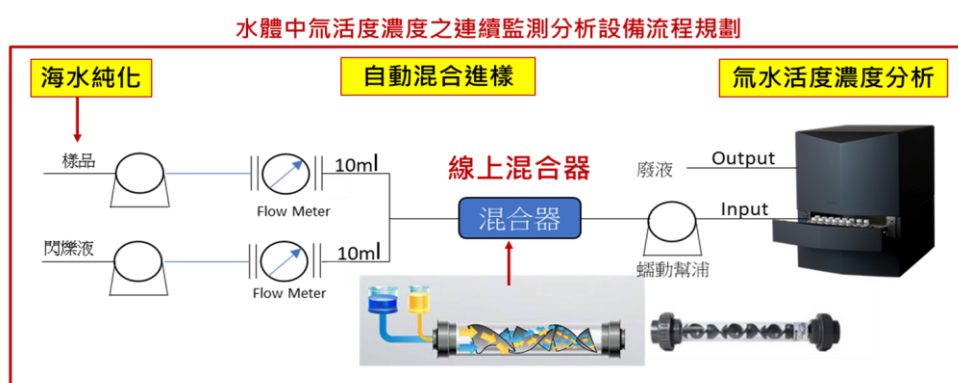 水體中氚活度濃度之連續監測分析設備流程規劃
海水純化
自動混合進樣
氚水活度濃度分析
樣品
10ml
Flow Meter
線上混合器
混合器
廢液
Output
Input
閃爍液
10ml
Flow Meter
蠕動幫浦